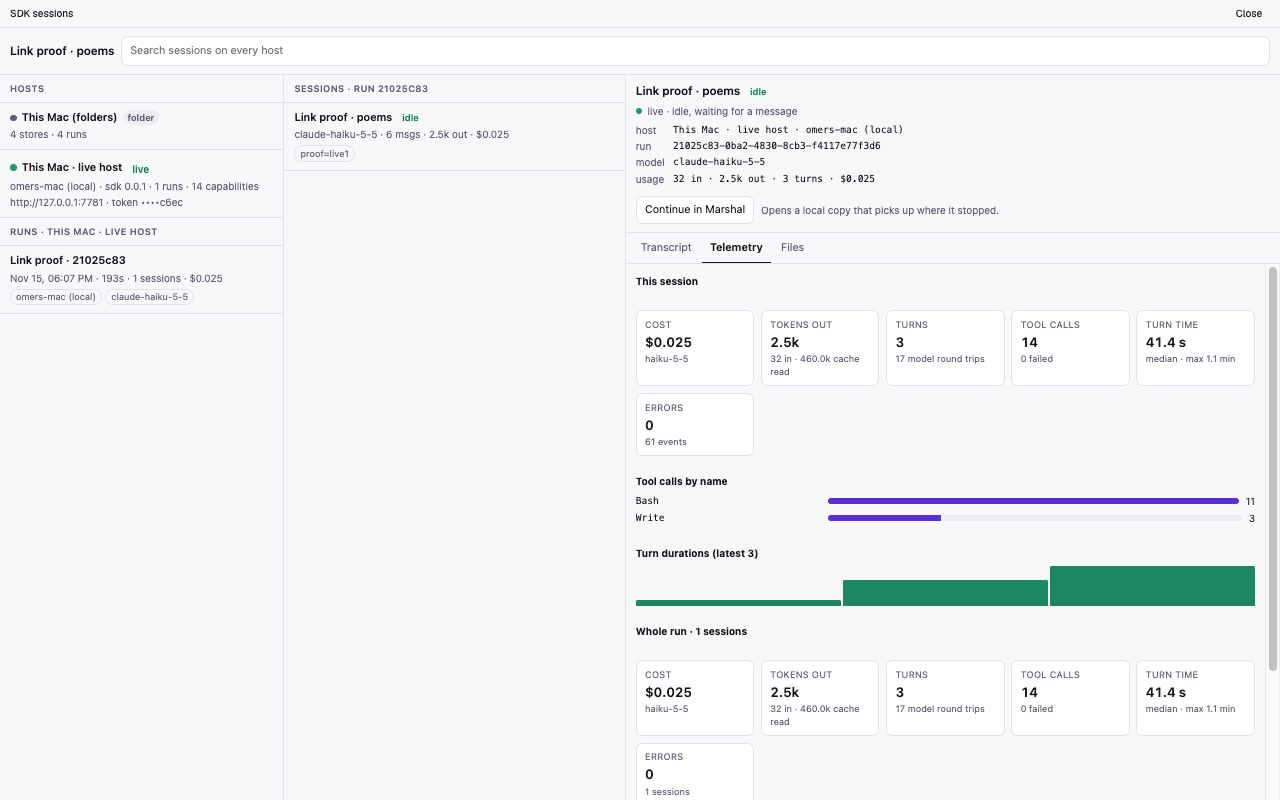 SDK sessions
Close
Link proof · poems
Search sessions on every host
HOSTS
This Mac (folders) folder
4 stores · 4 runs
This Mac · live host live
omers-mac (local) · sdk 0.0.1 · 1 runs · 14 capabilities
http://127.0.0.1:7781 · token ••••c6ec
RUNS · THIS MAC · LIVE HOST
Link proof · 21025c83
Nov 15, 06:07 PM · 193s · 1 sessions · $0.025
omers-mac (local) claude-haiku-5-5
SESSIONS · RUN 21025C83
Link proof · poems idle
claude-haiku-5-5 · 6 msgs · 2.5k out · $0.025
proof=live1
Link proof · poems idle
live · idle, waiting for a message
host This Mac · live host · omers-mac (local)
run 21025c83-0ba2-4830-8cb3-f4117e77f3d6
model claude-haiku-5-5
usage 32 in · 2.5k out · 3 turns · $0.025
Continue in Marshal Opens a local copy that picks up where it stopped.
Transcript Telemetry Files
This session
COST
$0.025
haiku-5-5
TOKENS OUT
2.5k
32 in · 460.0k cache
read
TURNS
3
17 model round trips
TOOL CALLS
14
0 failed
TURN TIME
41.4 s
median · max 1.1 min
ERRORS
0
61 events
Tool calls by name
Bash 11
Write 3
Turn durations (latest 3)
Whole run · 1 sessions
COST
$0.025
haiku-5-5
TOKENS OUT
2.5k
32 in · 460.0k cache
read
TURNS
3
17 model round trips
TOOL CALLS
14
0 failed
TURN TIME
41.4 s
median · max 1.1 min
ERRORS
0
1 sessions